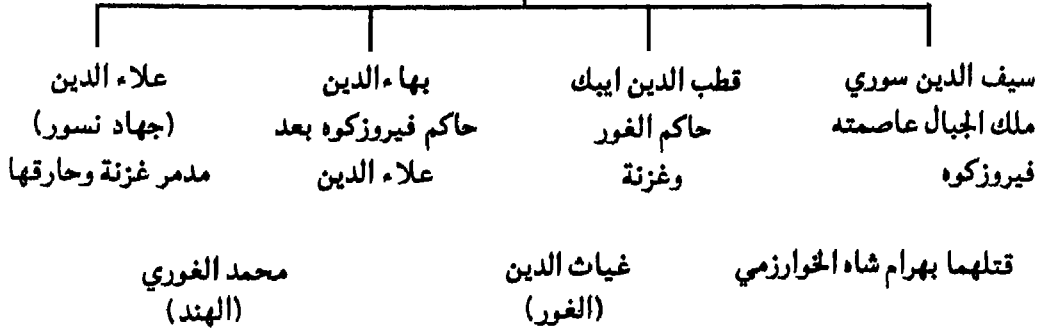 سيف الدين سوري
ملك الجبال عاصمته
فيروزكوه
قطب الدين ايبك
حاكم الغور
وغزنة
بهاء الدين
حاكم فيروزكوه بعد
علاء الدين
علاء الدين
(جهاد نسور)
مدمر غزنة وحارقها
قتلهما بهرام شاه الخوارزمي
غياث الدين
(الغور)
محمد الغوري
(الهند)